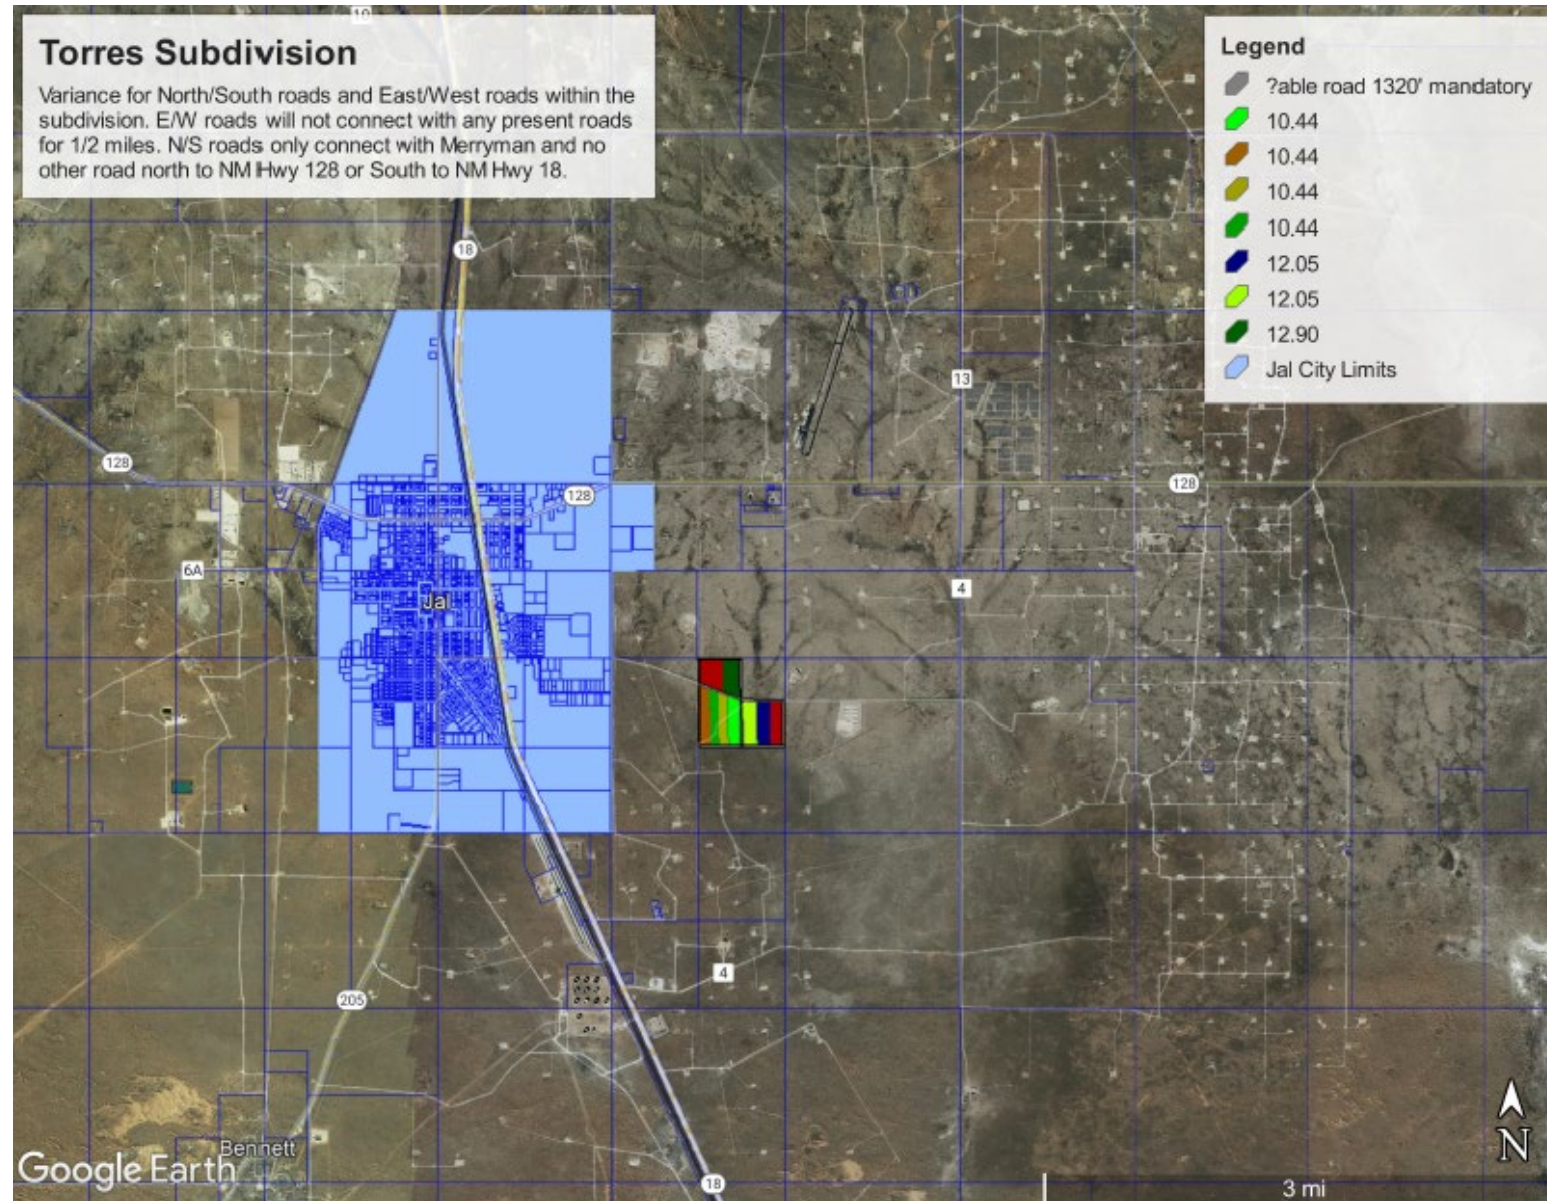 10
Torres Subdivision
Variance for North/South roads and East/West roads within the
subdivision. E/W roads will not connect with any present roads
for 1/2 miles. N/S roads only connect with Merryman and no
other road north to NM Hwy 128 or South to NM Hwy 18.
Legend
?able road 1320' mandatory
10.44
10.44
10.44
10.44
12.05
12.05
12.90
Jal City Limits
18
13
128
128
128
6A
Jal
4
4
205
Bennett
Google Earth
18
N
3 mi